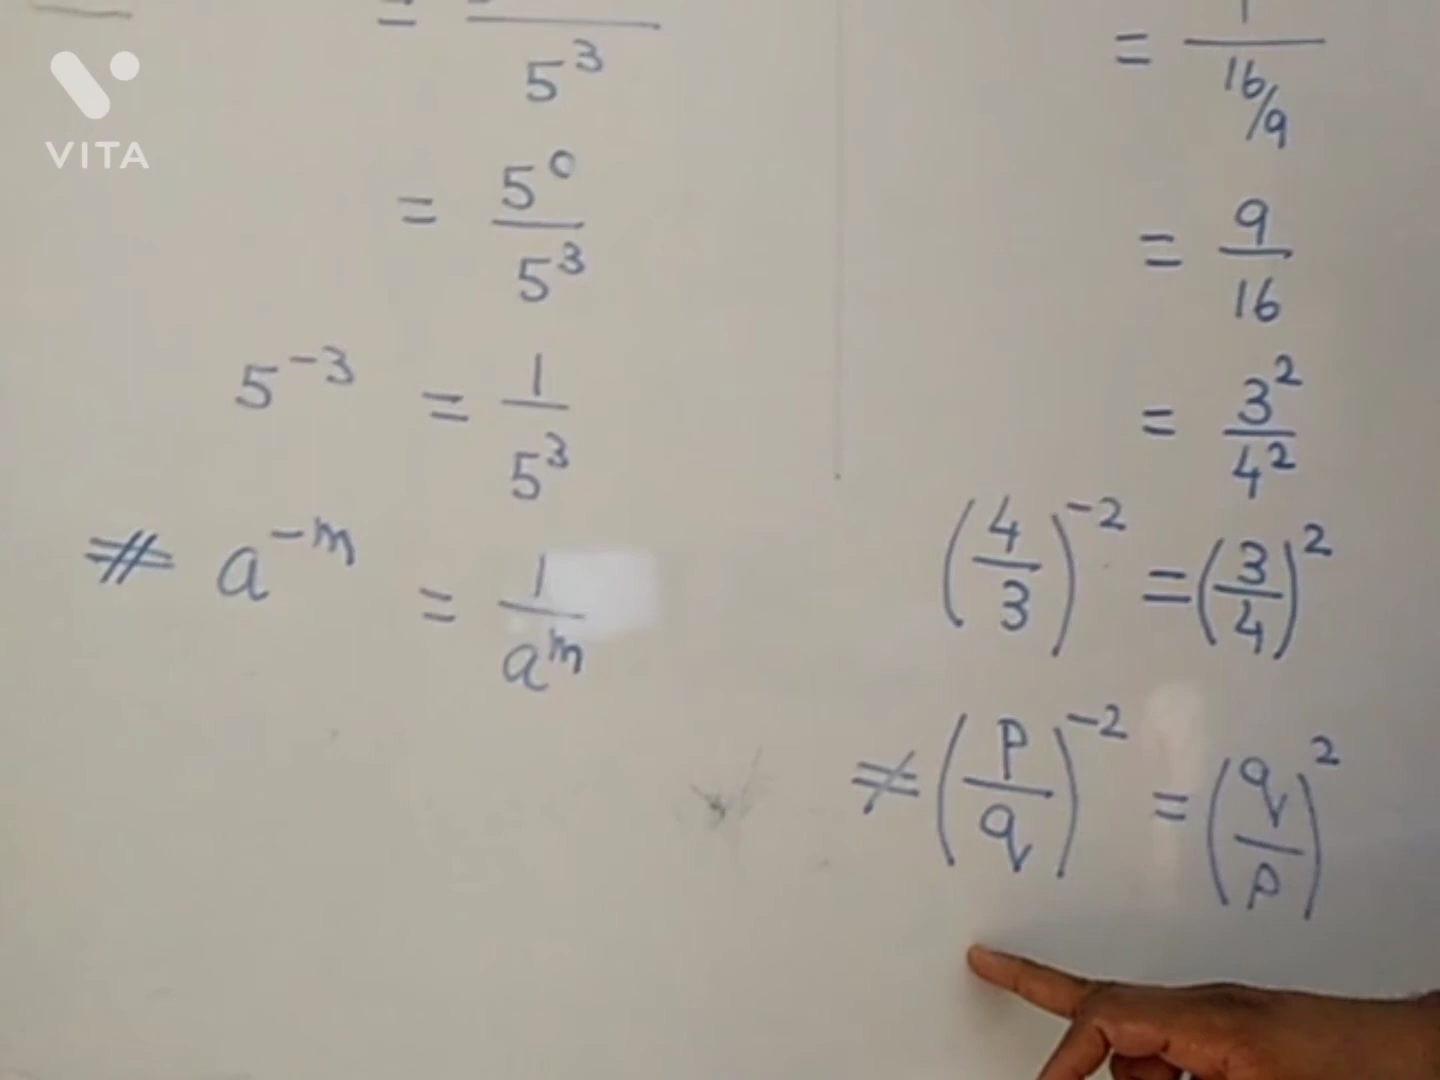 VITA
= ―
5³
= 5⁰/5³
5⁻³ = 1/5³
# a⁻ᵐ = 1/aᵐ
= 1/(16/9)
= 9/16
= 3²/4²
(4/3)⁻² = (3/4)²
# (p/q)⁻² = (q/p)²